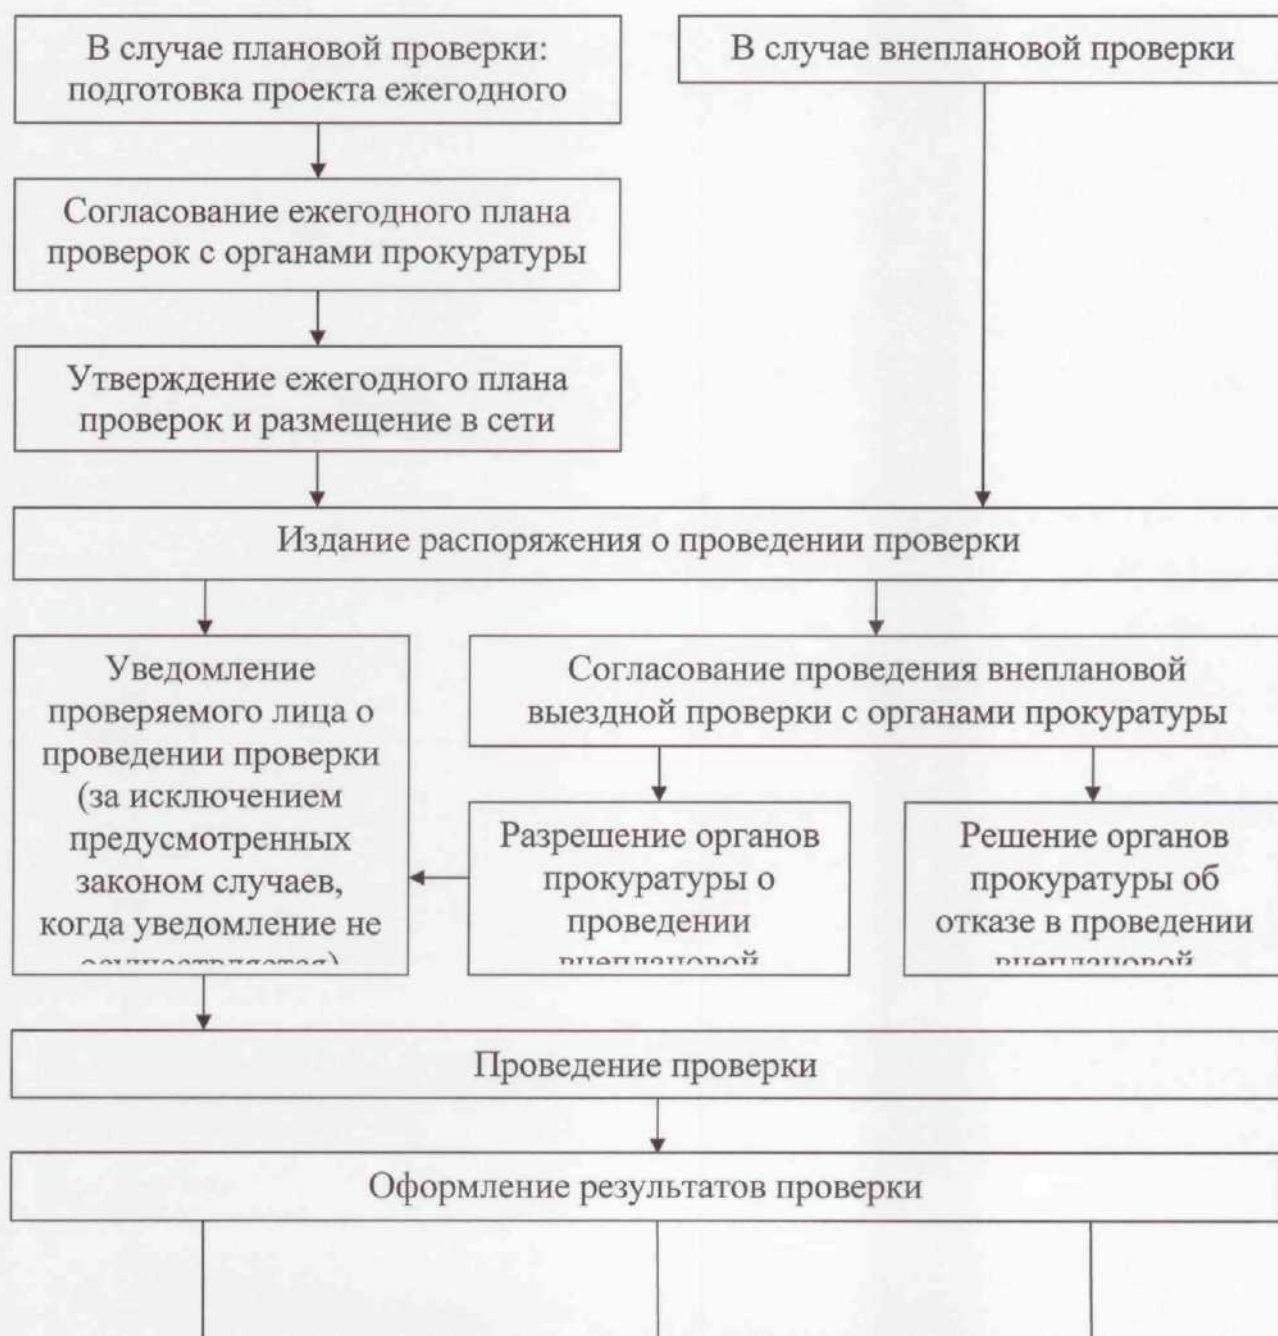 В случае плановой проверки:
подготовка проекта ежегодного
В случае внеплановой проверки
Согласование ежегодного плана
проверок с органами прокуратуры
Утверждение ежегодного плана
проверок и размещение в сети
Издание распоряжения о проведении проверки
Уведомление
проверяемого лица о
проведении проверки
(за исключением
предусмотренных
законом случаев,
когда уведомление не
осуществляется)
Согласование проведения внеплановой
выездной проверки с органами прокуратуры
Разрешение органов
прокуратуры о
проведении
внеплановой
Решение органов
прокуратуры об
отказе в проведении
внеплановой
Проведение проверки
Оформление результатов проверки